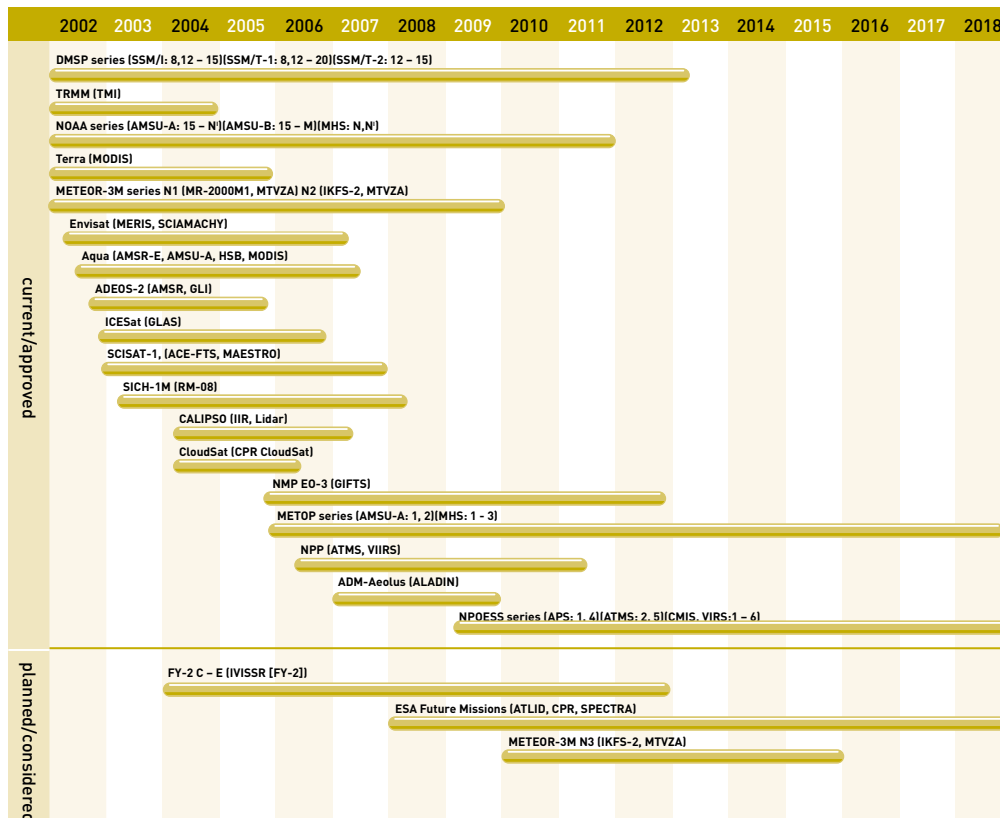 2002 2003 2004 2005 2006 2007 2008 2009 2010 2011 2012 2013 2014 2015 2016 2017 2018
current/approved
DMSP series (SSM/I: 8,12 – 15)(SSM/T-1: 8,12 – 20)(SSM/T-2: 12 – 15)
TRMM (TMI)
NOAA series (AMSU-A: 15 – N')(AMSU-B: 15 – M)(MHS: N,N')
Terra (MODIS)
METEOR-3M series N1 (MR-2000M1, MTVZA) N2 (IKFS-2, MTVZA)
Envisat (MERIS, SCIAMACHY)
Aqua (AMSR-E, AMSU-A, HSB, MODIS)
ADEOS-2 (AMSR, GLI)
ICESat (GLAS)
SCISAT-1, (ACE-FTS, MAESTRO)
SICH-1M (RM-08)
CALIPSO (IIR, Lidar)
CloudSat (CPR CloudSat)
NMP EO-3 (GIFTS)
METOP series (AMSU-A: 1, 2)(MHS: 1 - 3)
NPP (ATMS, VIIRS)
ADM-Aeolus (ALADIN)
NPOESS series (APS: 1, 4)(ATMS: 2, 5)(CMIS, VIRS:1 – 6)
planned/considered
FY-2 C – E (IVISSR [FY-2])
ESA Future Missions (ATLID, CPR, SPECTRA)
METEOR-3M N3 (IKFS-2, MTVZA)